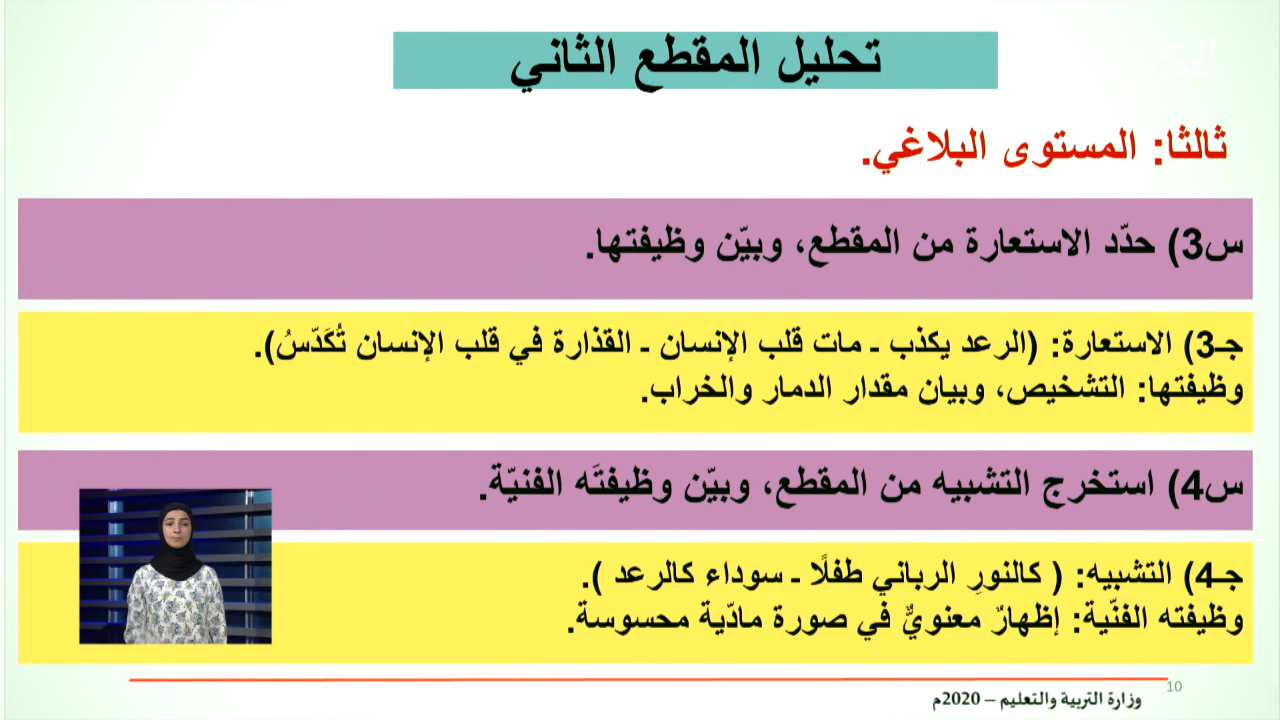 تحليل المقطع الثاني
ثالثا: المستوى البلاغي.
س3) حدّد الاستعارة من المقطع، وبيّن وظيفتها.
جـ3) الاستعارة: (الرعد يكذب ـ مات قلب الإنسان ـ القذارة في قلب الإنسان تُكَدّسُ).
وظيفتها: التشخيص، وبيان مقدار الدمار والخراب.
س4) استخرج التشبيه من المقطع، وبيّن وظيفتَه الفنيّة.
جـ4) التشبيه: ( كالنورِ الرباني طفلًا ـ سوداء كالرعد ).
وظيفته الفنّية: إظهارٌ معنويٌّ في صورة مادّية محسوسة.
10
وزارة التربية والتعليم – 2020م